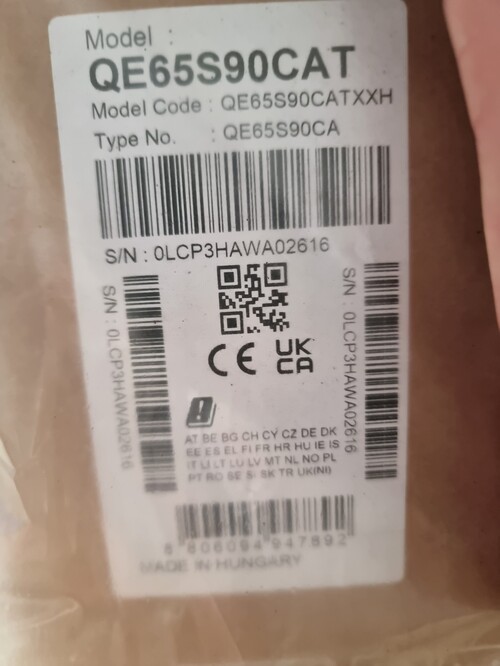 Model :
QE65S90CAT
Model Code : QE65S90CATXXH
Type No. : QE65S90CA
S/N : 0LCP3HAWA02616
S/N : 0LCP3HAWA02616
S/N : 0LCP3HAWA02616
CE UK CA
AT BE BG CH CY CZ DE DK
EE ES EL FI FR HR HU IE IS
IT LI LT LU LV MT NL NO PL
PT RO SE SI SK TR UK(NI)
8 806094 947892
MADE IN HUNGARY